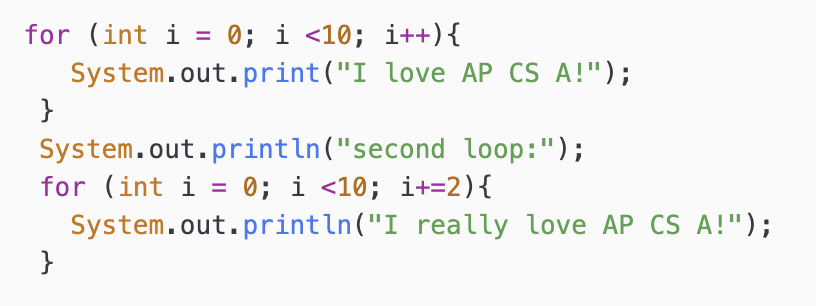 for (int i = 0; i <10; i++){
   System.out.print("I love AP CS A!");
 }
 System.out.println("second loop:");
 for (int i = 0; i <10; i+=2){
   System.out.println("I really love AP CS A!");
 }